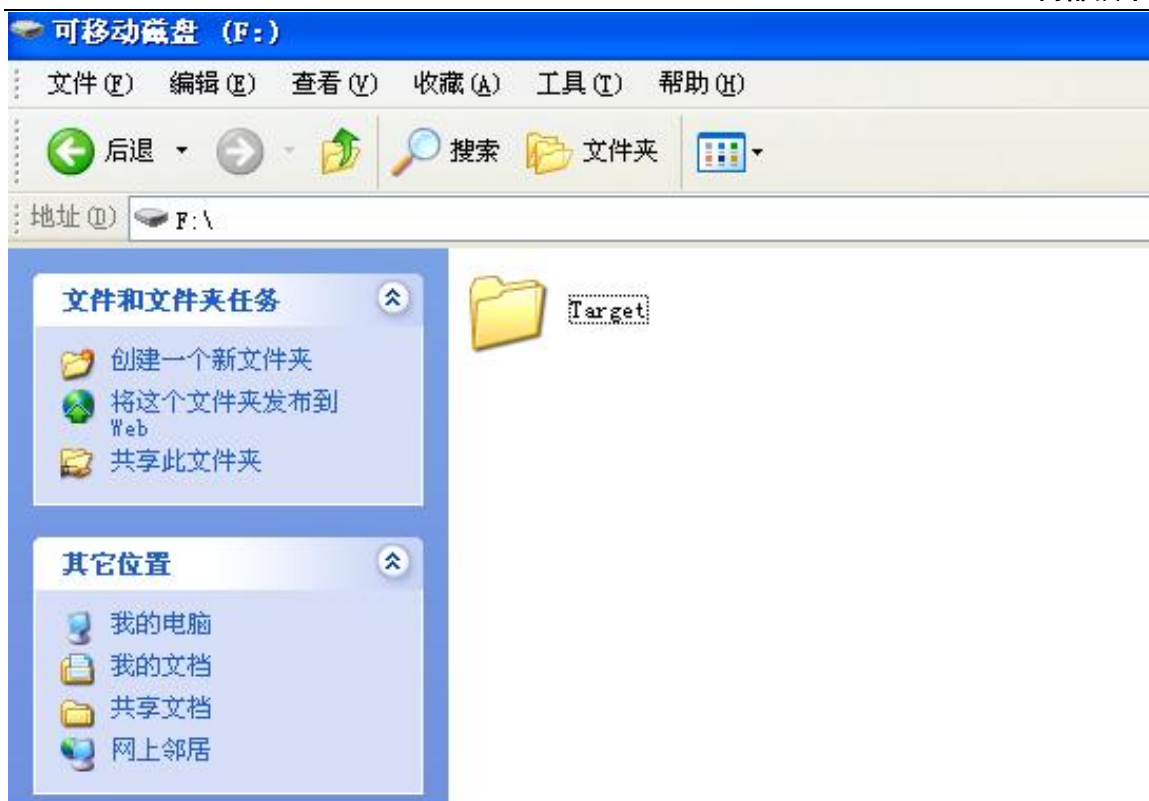 可移动磁盘 (F:)
文件(F) 编辑(E) 查看(V) 收藏(A) 工具(T) 帮助(H)
后退 搜索 文件夹
地址(D) F:\
文件和文件夹任务
创建一个新文件夹
将这个文件夹发布到
Web
共享此文件夹
其它位置
我的电脑
我的文档
共享文档
网上邻居
Target